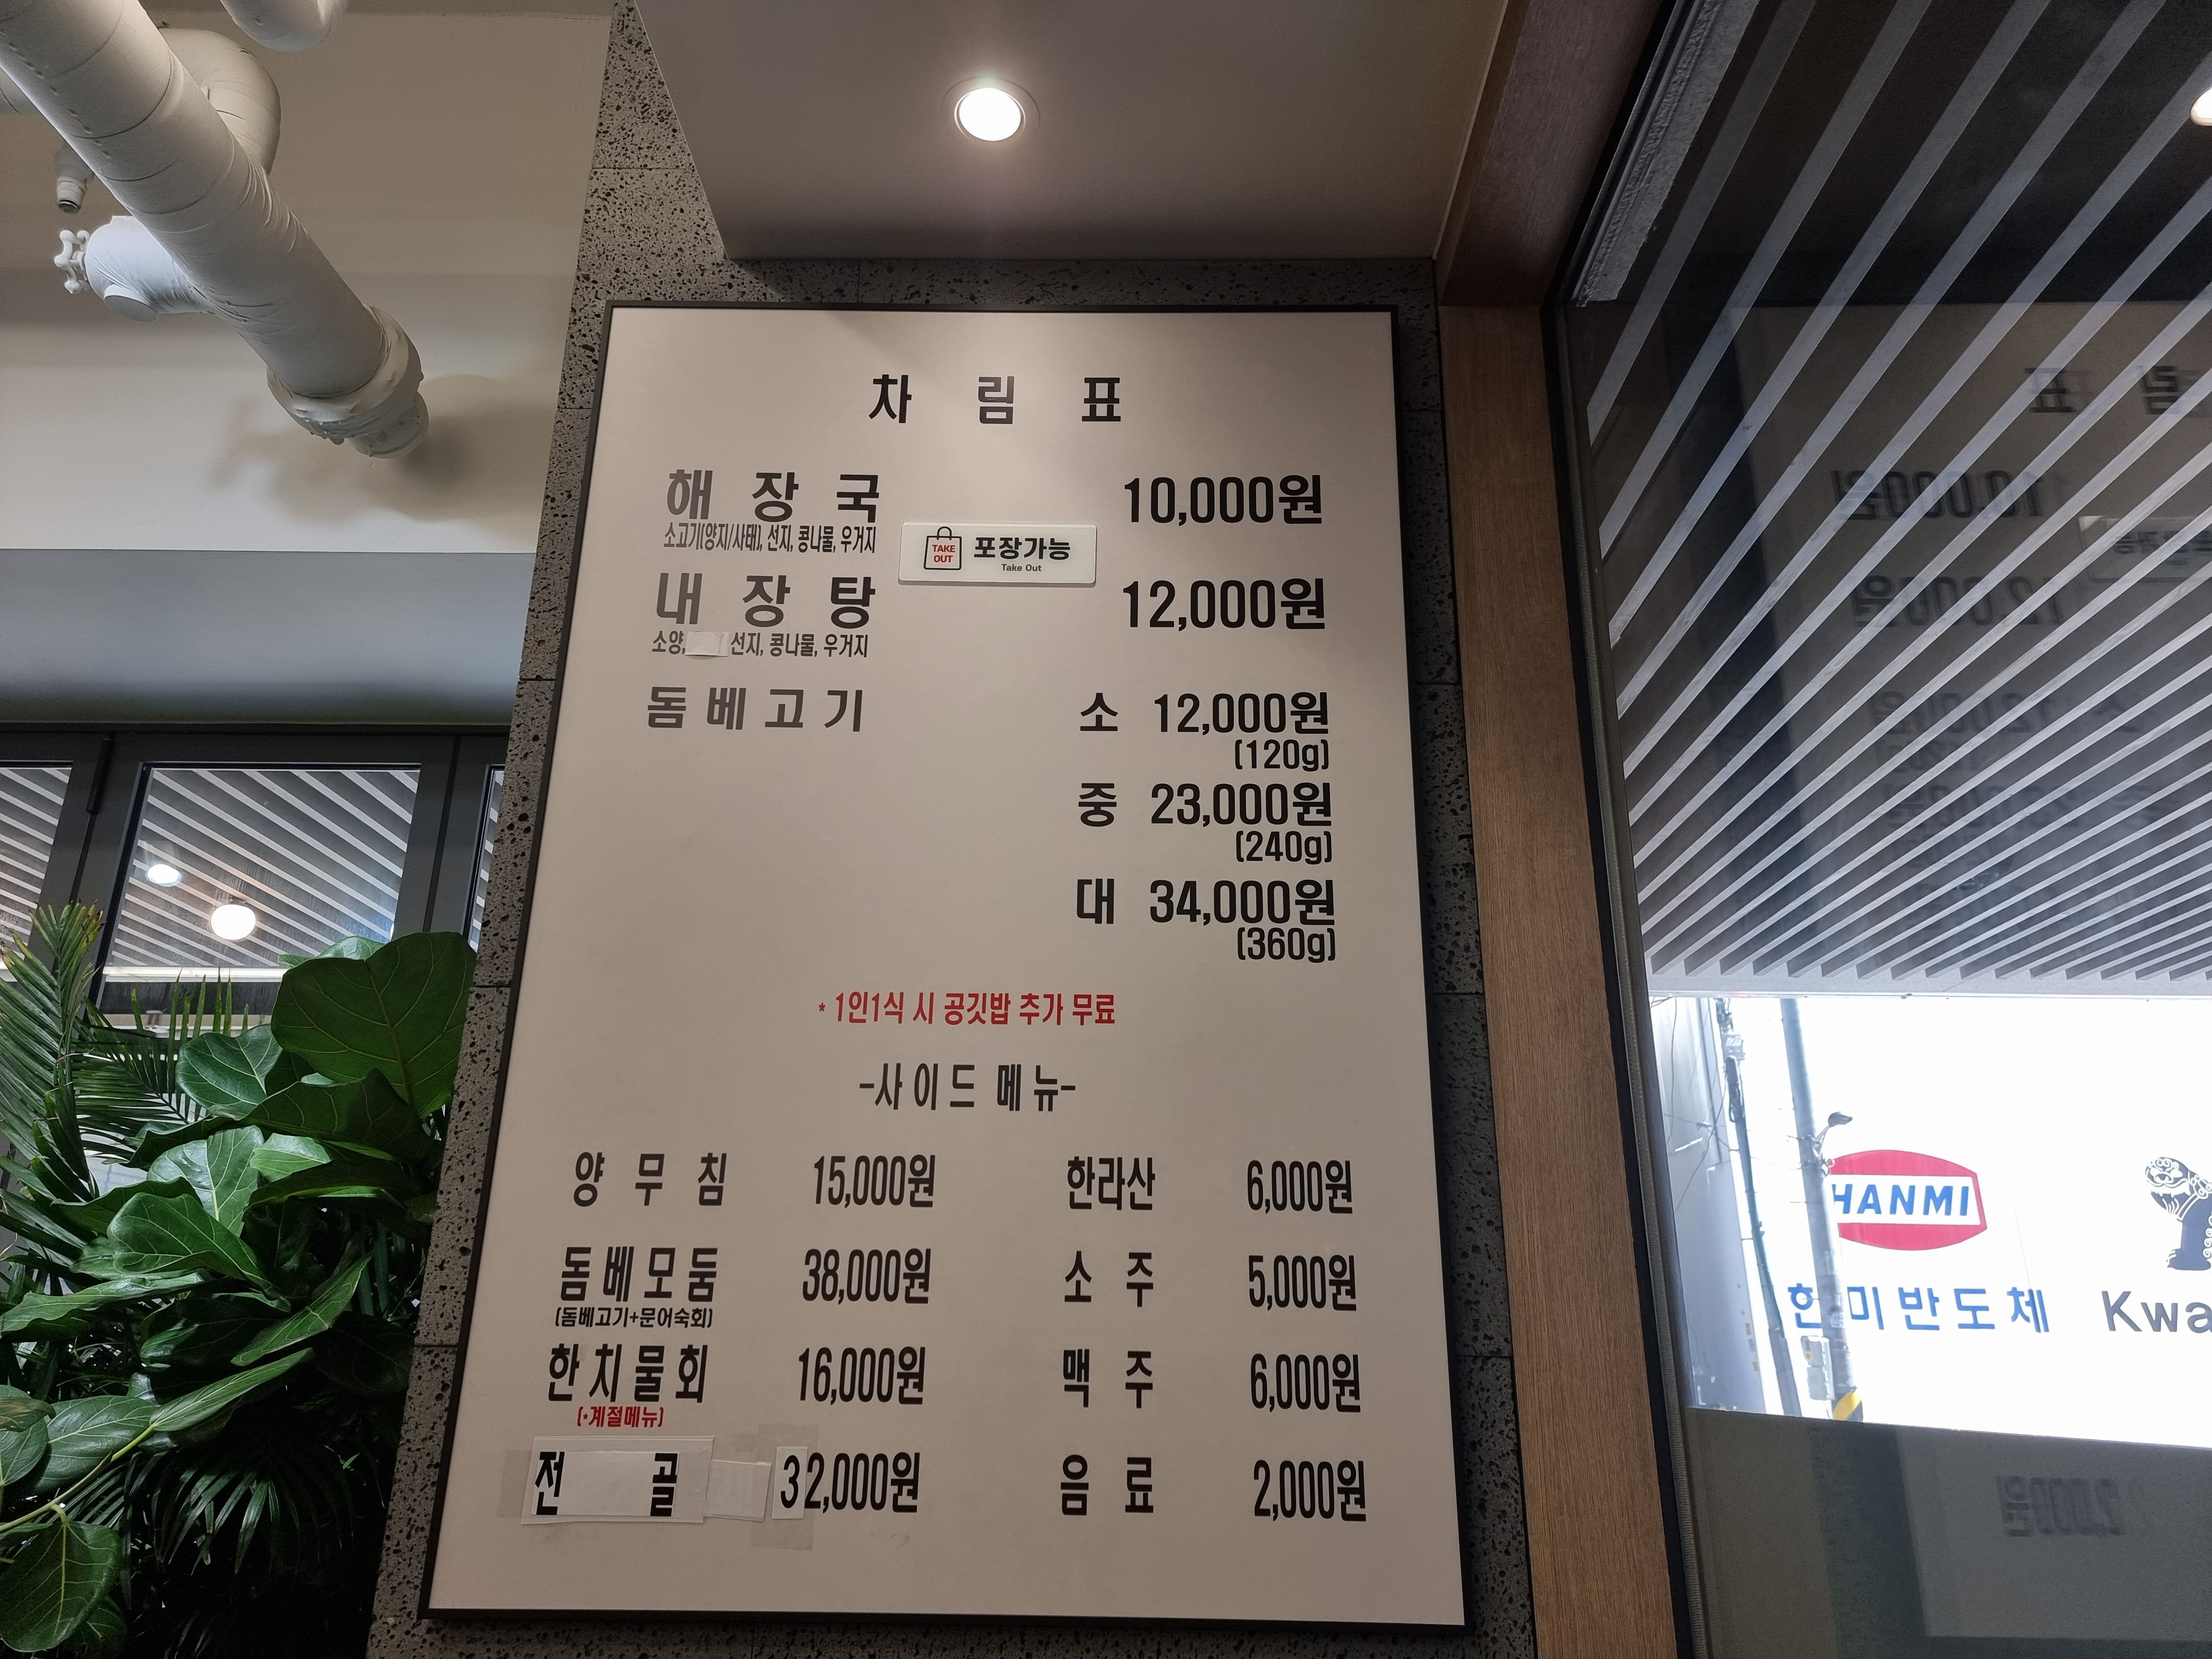 차 림 표
해 장 국 10,000원
소고기(양지/사태), 선지, 콩나물, 우거지
TAKE OUT 포장가능
Take Out
내 장 탕 12,000원
소양, 선지, 콩나물, 우거지
돔베고기 소 12,000원
(120g)
중 23,000원
(240g)
대 34,000원
(360g)
* 1인1식 시 공깃밥 추가 무료
-사이드 메뉴-
양 무 침 15,000원 한라산 6,000원
돔베모둠 38,000원 소 주 5,000원
(돔베고기+문어숙회)
한치물회 16,000원 맥 주 6,000원
(*계절메뉴)
전 골 32,000원 음 료 2,000원
HANMI
한미반도체 Kwa